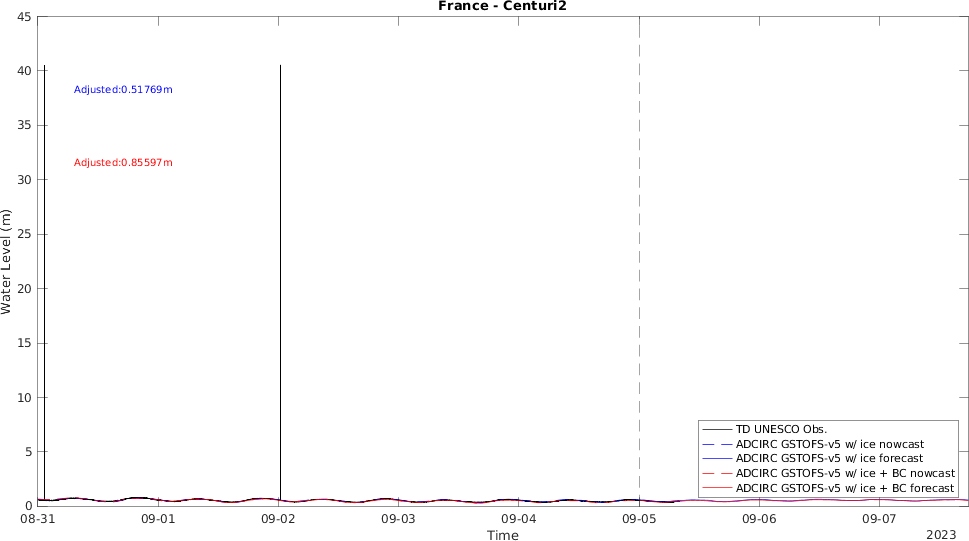 France - Centuri2
45
40
35
30
25
20
15
10
5
0
Water Level (m)
Adjusted:0.51769m
Adjusted:0.85597m
TD UNESCO Obs.
ADCIRC GSTOFS-v5 w/ ice nowcast
ADCIRC GSTOFS-v5 w/ ice forecast
ADCIRC GSTOFS-v5 w/ ice + BC nowcast
ADCIRC GSTOFS-v5 w/ ice + BC forecast
08-31 09-01 09-02 09-03 09-04 09-05 09-06 09-07
Time
2023